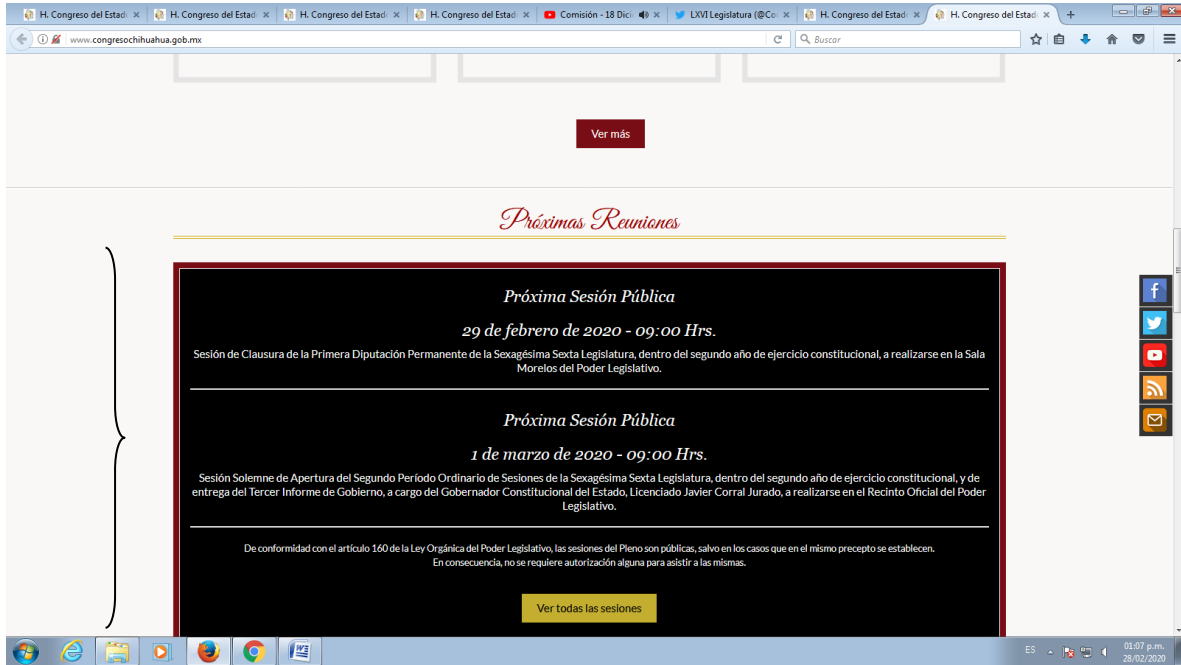 H. Congreso del Estad
H. Congreso del Estad
H. Congreso del Estad
H. Congreso del Estad
Comisión - 18 Dici
LXVI Legislatura (@Co
H. Congreso del Estad
H. Congreso del Estad
www.congresochihuahua.gob.mx
Buscar
Ver más
Próximas Reuniones
Próxima Sesión Pública
29 de febrero de 2020 - 09:00 Hrs.
Sesión de Clausura de la Primera Diputación Permanente de la Sexagésima Sexta Legislatura, dentro del segundo año de ejercicio constitucional, a realizarse en la Sala
Morelos del Poder Legislativo.
Próxima Sesión Pública
1 de marzo de 2020 - 09:00 Hrs.
Sesión Solemne de Apertura del Segundo Período Ordinario de Sesiones de la Sexagésima Sexta Legislatura, dentro del segundo año de ejercicio constitucional, y de
entrega del Tercer Informe de Gobierno, a cargo del Gobernador Constitucional del Estado, Licenciado Javier Corral Jurado, a realizarse en el Recinto Oficial del Poder
Legislativo.
De conformidad con el artículo 160 de la Ley Orgánica del Poder Legislativo, las sesiones del Pleno son públicas, salvo en los casos que en el mismo precepto se establecen.
En consecuencia, no se requiere autorización alguna para asistir a las mismas.
Ver todas las sesiones
ES
01:07 p.m.
28/02/2020